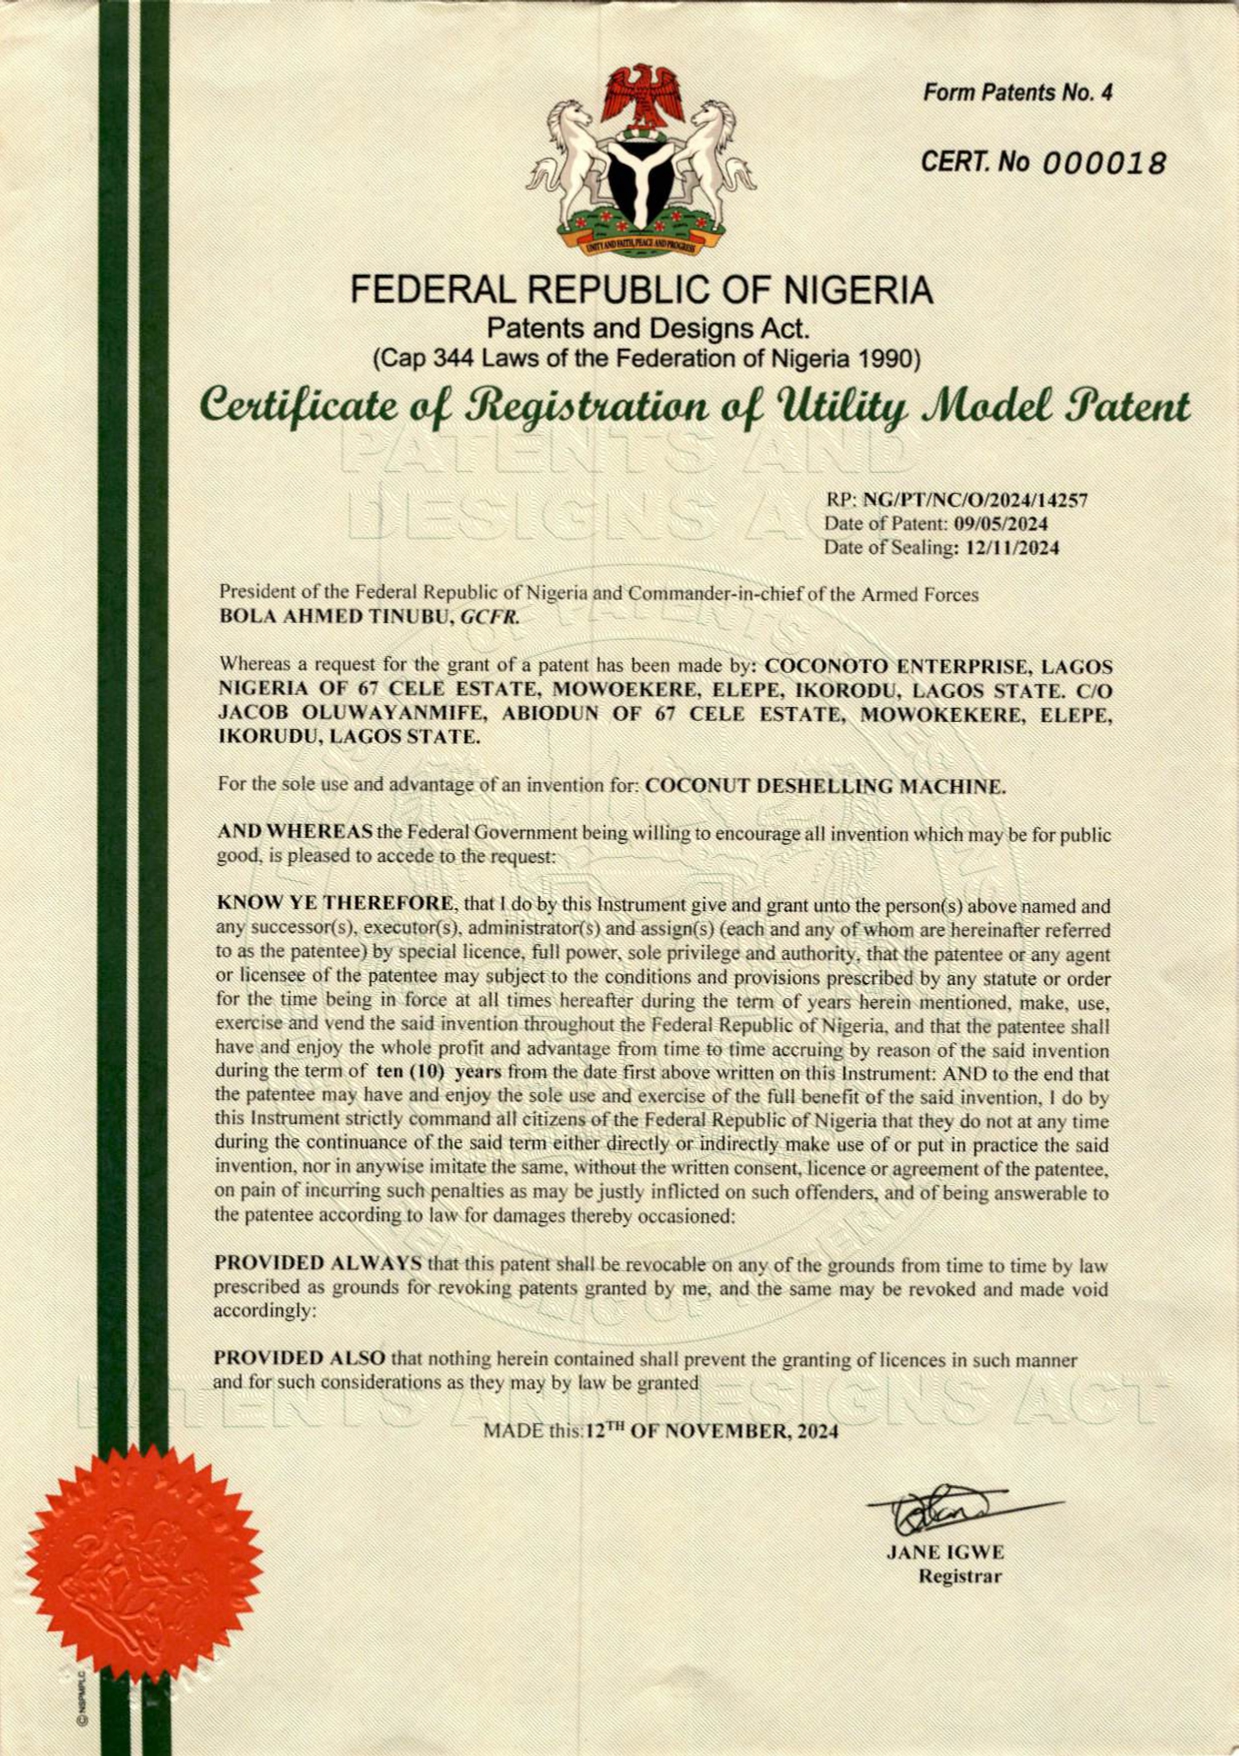 Form Patents No. 4
CERT. No 000018
UNITY AND FAITH, PEACE AND PROGRESS
FEDERAL REPUBLIC OF NIGERIA
Patents and Designs Act.
(Cap 344 Laws of the Federation of Nigeria 1990)
Certificate of Registration of Utility Model Patent
PATENTS AND
DESIGNS AC
RP: NG/PT/NC/O/2024/14257
Date of Patent: 09/05/2024
Date of Sealing: 12/11/2024
President of the Federal Republic of Nigeria and Commander-in-chief of the Armed Forces
BOLA AHMED TINUBU, GCFR.
Whereas a request for the grant of a patent has been made by: COCONOTO ENTERPRISE, LAGOS
NIGERIA OF 67 CELE ESTATE, MOWOEKERE, ELEPE, IKORODU, LAGOS STATE. C/O
JACOB OLUWAYANMIFE, ABIODUN OF 67 CELE ESTATE, MOWOKEKERE, ELEPE,
IKORUDU, LAGOS STATE.
For the sole use and advantage of an invention for: COCONUT DESHELLING MACHINE.
AND WHEREAS the Federal Government being willing to encourage all invention which may be for public
good, is pleased to accede to the request:
KNOW YE THEREFORE, that I do by this Instrument give and grant unto the person(s) above named and
any successor(s), executor(s), administrator(s) and assign(s) (each and any of whom are hereinafter referred
to as the patentee) by special licence, full power, sole privilege and authority, that the patentee or any agent
or licensee of the patentee may subject to the conditions and provisions prescribed by any statute or order
for the time being in force at all times hereafter during the term of years herein mentioned, make, use,
exercise and vend the said invention throughout the Federal Republic of Nigeria, and that the patentee shall
have and enjoy the whole profit and advantage from time to time accruing by reason of the said invention
during the term of ten (10) years from the date first above written on this Instrument: AND to the end that
the patentee may have and enjoy the sole use and exercise of the full benefit of the said invention, I do by
this Instrument strictly command all citizens of the Federal Republic of Nigeria that they do not at any time
during the continuance of the said term either directly or indirectly make use of or put in practice the said
invention, nor in anywise imitate the same, without the written consent, licence or agreement of the patentee,
on pain of incurring such penalties as may be justly inflicted on such offenders, and of being answerable to
the patentee according to law for damages thereby occasioned:
PROVIDED ALWAYS that this patent shall be revocable on any of the grounds from time to time by law
prescribed as grounds for revoking patents granted by me, and the same may be revoked and made void
accordingly:
PROVIDED ALSO that nothing herein contained shall prevent the granting of licences in such manner
and for such considerations as they may by law be granted
PATENTS AND DESIGNS ACT
MADE this:12TH OF NOVEMBER, 2024
JANE IGWE
Registrar
©NSPMPLC